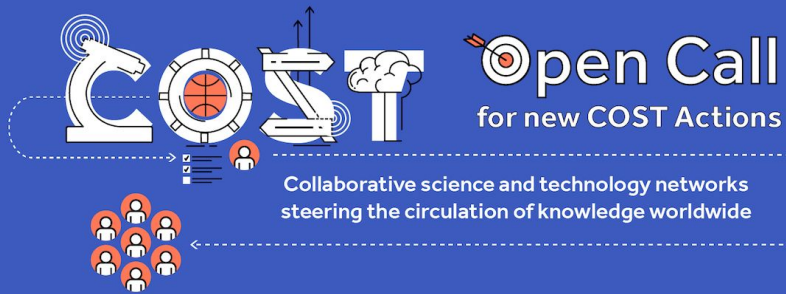 COST
Open Call
for new COST Actions
Collaborative science and technology networks
steering the circulation of knowledge worldwide